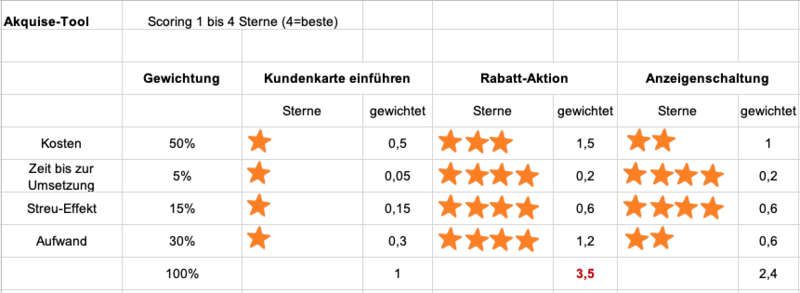 Akquise-Tool Scoring 1 bis 4 Sterne (4=beste)
Gewichtung Kundenkarte einführen Rabatt-Aktion Anzeigenschaltung
Sterne gewichtet Sterne gewichtet Sterne gewichtet
Kosten 50% 0,5 1,5 1
Zeit bis zur
Umsetzung 5% 0,05 0,2 0,2
Streu-Effekt 15% 0,15 0,6 0,6
Aufwand 30% 0,3 1,2 0,6
100% 1 3,5 2,4